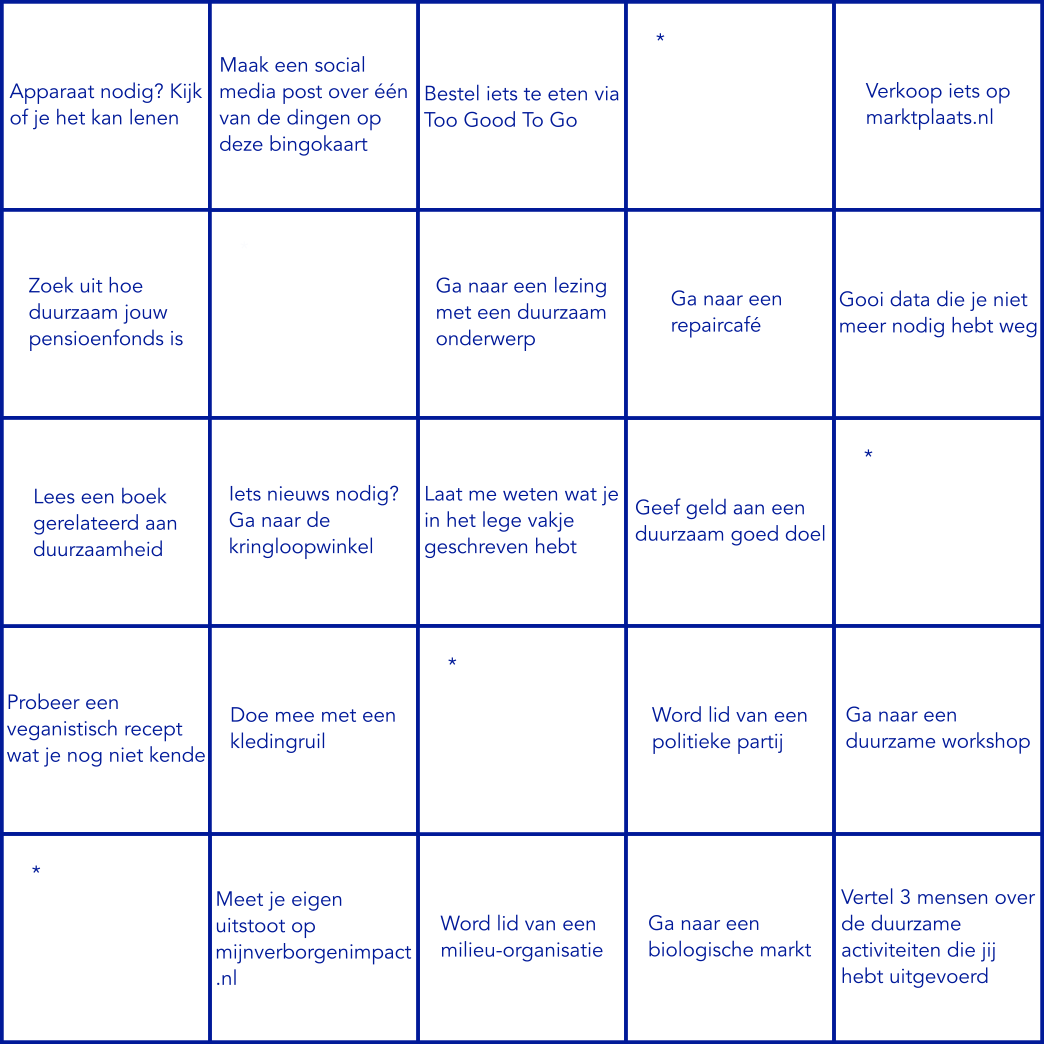 Apparaat nodig? Kijk
of je het kan lenen
Maak een social
media post over één
van de dingen op
deze bingokaart
Bestel iets te eten via
Too Good To Go
*
Verkoop iets op
marktplaats.nl
Zoek uit hoe
duurzaam jouw
pensioenfonds is
Ga naar een lezing
met een duurzaam
onderwerp
Ga naar een
repaircafé
Gooi data die je niet
meer nodig hebt weg
Lees een boek
gerelateerd aan
duurzaamheid
Iets nieuws nodig?
Ga naar de
kringloopwinkel
Laat me weten wat je
in het lege vakje
geschreven hebt
Geef geld aan een
duurzaam goed doel
*
Probeer een
veganistisch recept
wat je nog niet kende
Doe mee met een
kledingruil
*
Word lid van een
politieke partij
Ga naar een
duurzame workshop
*
Meet je eigen
uitstoot op
mijnverborgenimpact
.nl
Word lid van een
milieu-organisatie
Ga naar een
biologische markt
Vertel 3 mensen over
de duurzame
activiteiten die jij
hebt uitgevoerd